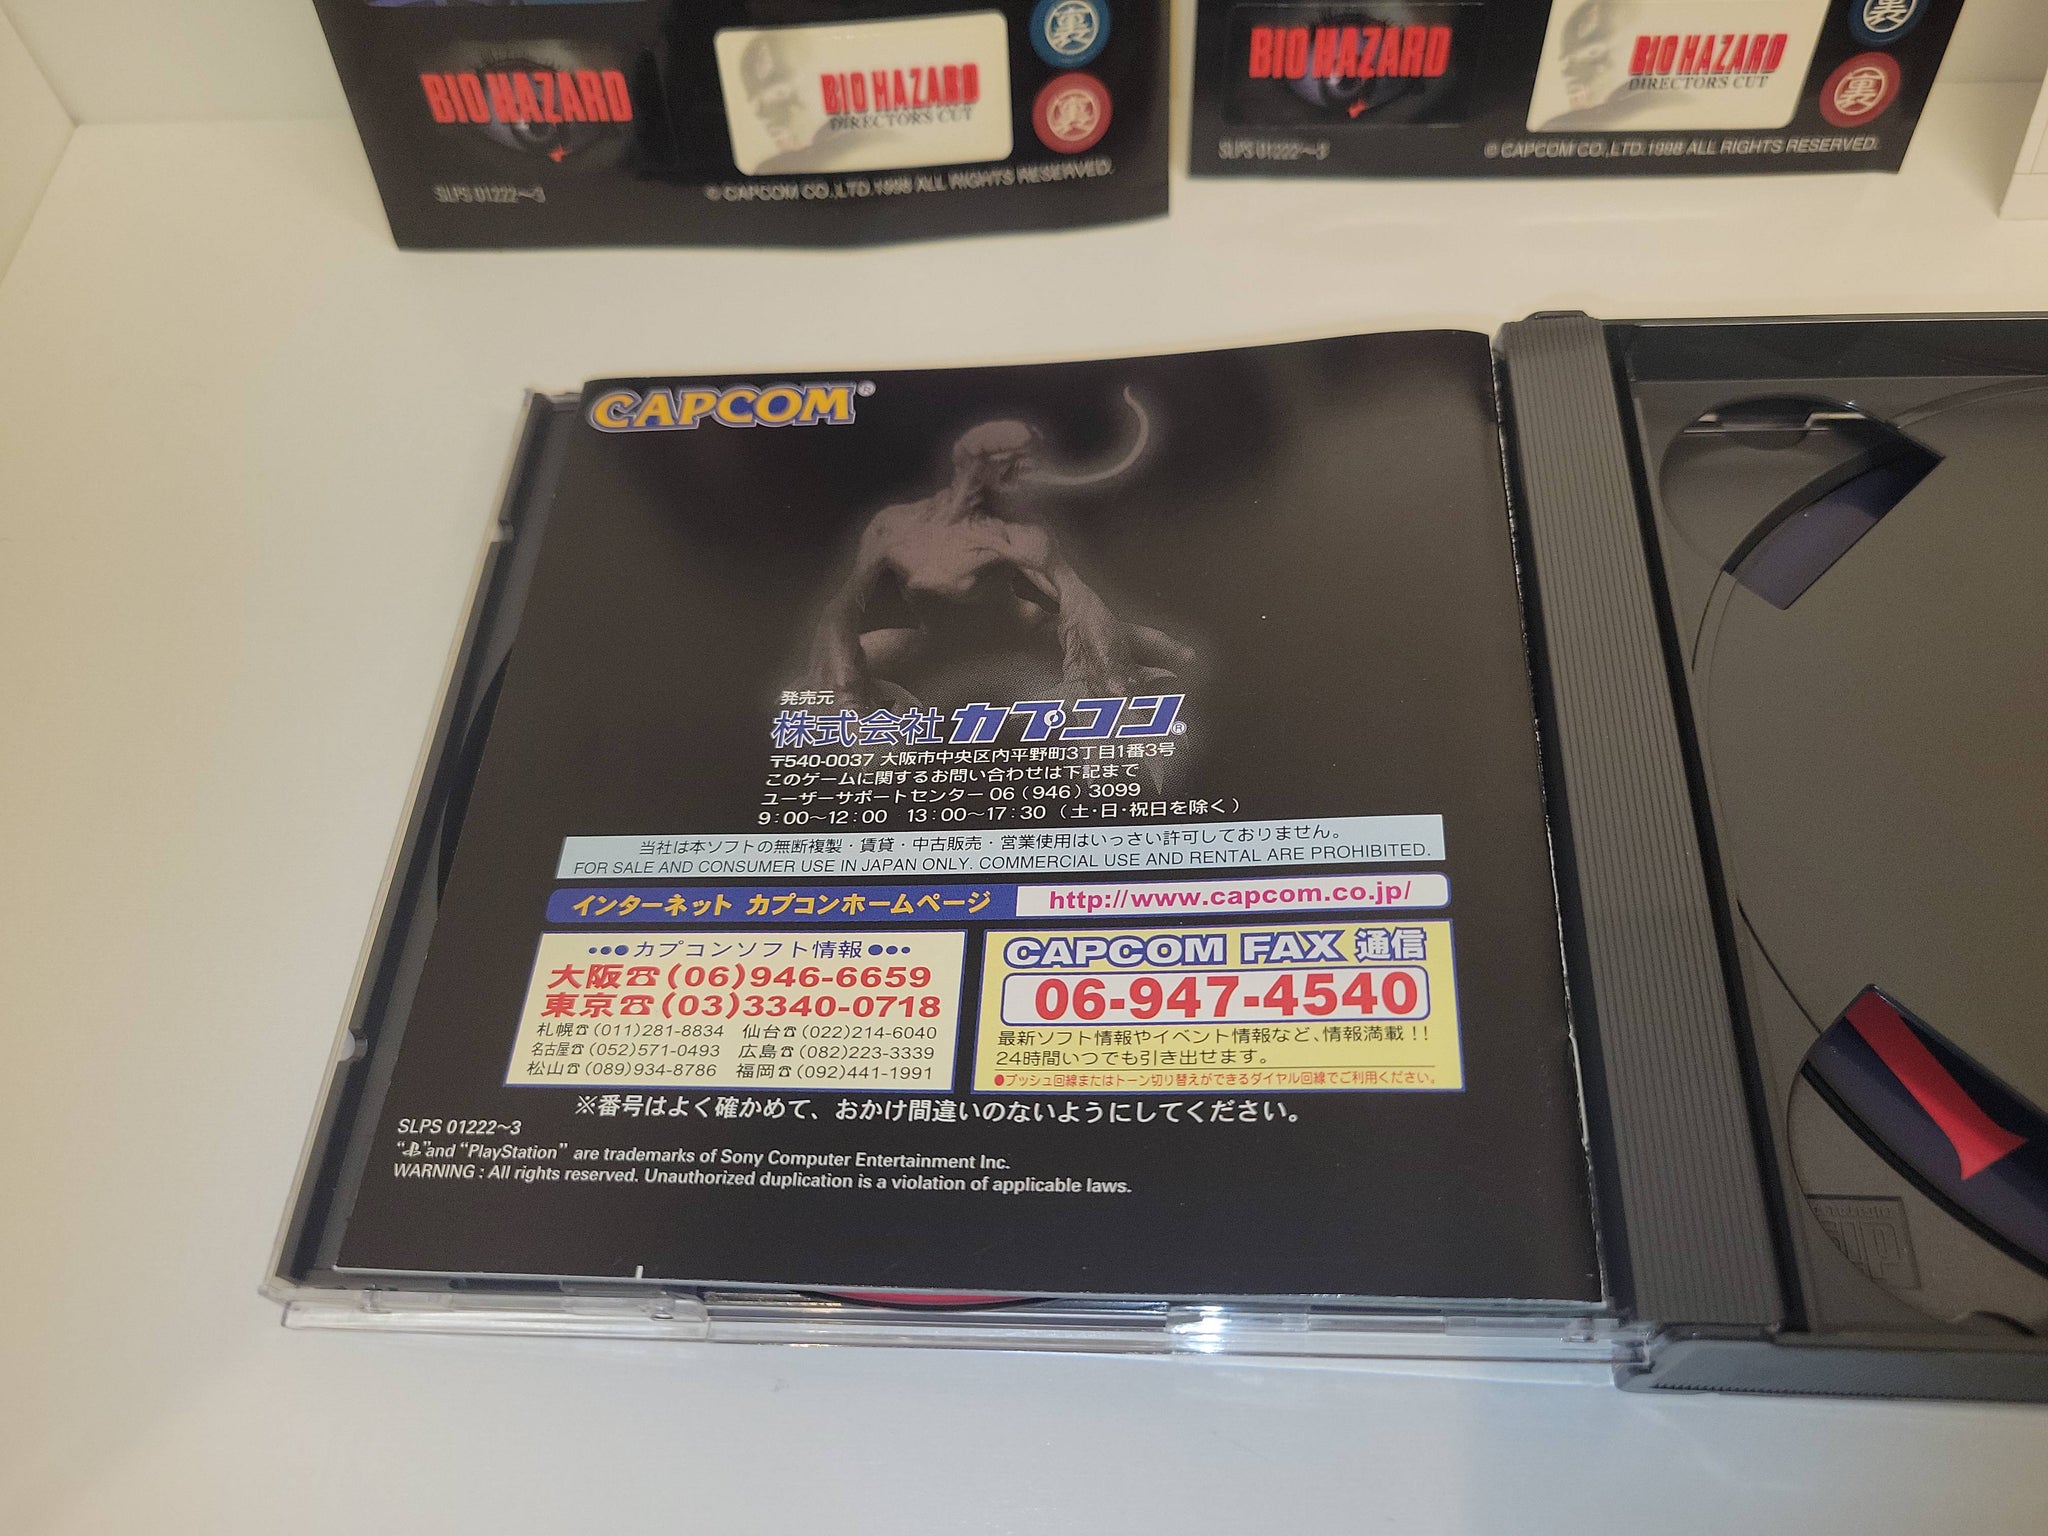 BIO HAZARD
BIO HAZARD
DIRECTOR'S CUT
裏
裏
SLPS 01222〜3
© CAPCOM CO.,LTD.1998 ALL RIGHTS RESERVED.
BIO HAZARD
BIO HAZARD
DIRECTOR'S CUT
裏
裏
SLPS 01222〜3
© CAPCOM CO.,LTD.1998 ALL RIGHTS RESERVED.
CAPCOM®
発売元
株式会社カプコン®
〒540-0037 大阪市中央区内平野町3丁目1番3号
このゲームに関するお問い合わせは下記まで
ユーザーサポートセンター 06（946）3099
9:00〜12:00 13:00〜17:30（土・日・祝日を除く）
当社は本ソフトの無断複製・賃貸・中古販売・営業使用はいっさい許可しておりません。
FOR SALE AND CONSUMER USE IN JAPAN ONLY. COMMERCIAL USE AND RENTAL ARE PROHIBITED.
インターネット カプコンホームページ http://www.capcom.co.jp/
•●●カプコンソフト情報●●•
大阪☎(06)946-6659
東京☎(03)3340-0718
札幌☎(011)281-8834 仙台☎(022)214-6040
名古屋☎(052)571-0493 広島☎(082)223-3339
松山☎(089)934-8786 福岡☎(092)441-1991
CAPCOM FAX 通信
06-947-4540
最新ソフト情報やイベント情報など、情報満載！！
24時間いつでも引き出せます。
●プッシュ回線またはトーン切り替えができるダイヤル回線でご利用ください。
※番号はよく確かめて、おかけ間違いのないようにしてください。
SLPS 01222〜3
"PS" and "PlayStation" are trademarks of Sony Computer Entertainment Inc.
WARNING : All rights reserved. Unauthorized duplication is a violation of applicable laws.